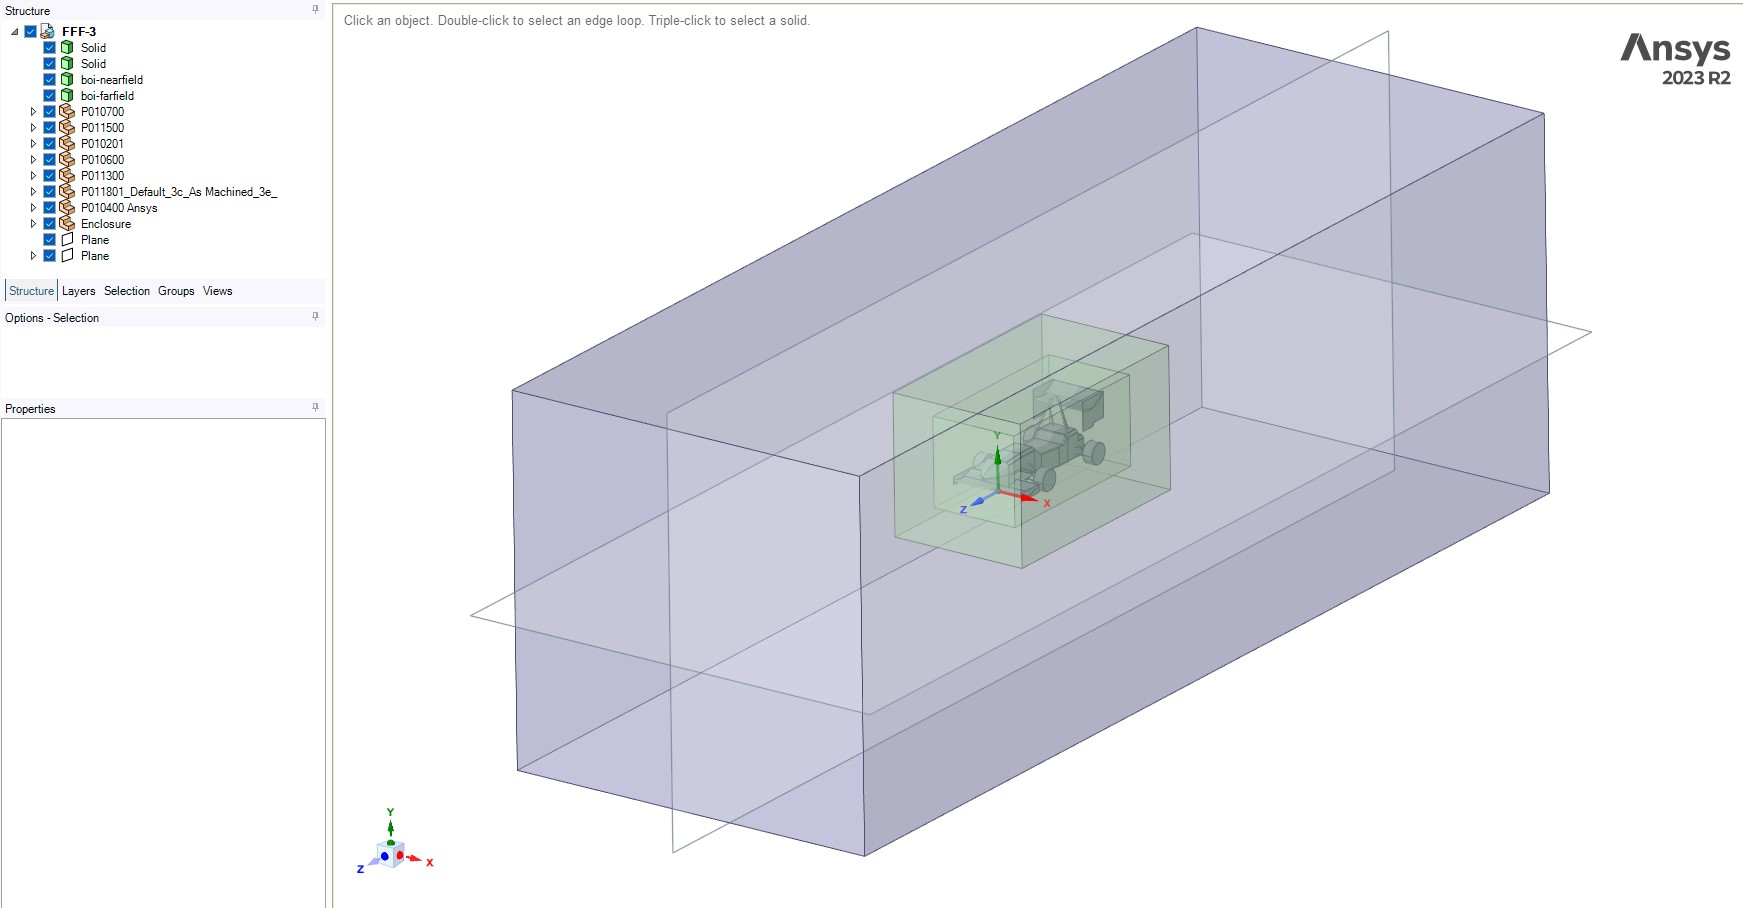 Structure
FFF-3
Solid
Solid
boi-nearfield
boi-farfield
P010700
P011500
P010201
P010600
P011300
P011801_Default_3c_As Machined_3e_
P010400 Ansys
Enclosure
Plane
Plane
Structure Layers Selection Groups Views
Options - Selection
Properties
Click an object. Double-click to select an edge loop. Triple-click to select a solid.
Ansys
2023 R2
Y
Z
X
Y
Z
X